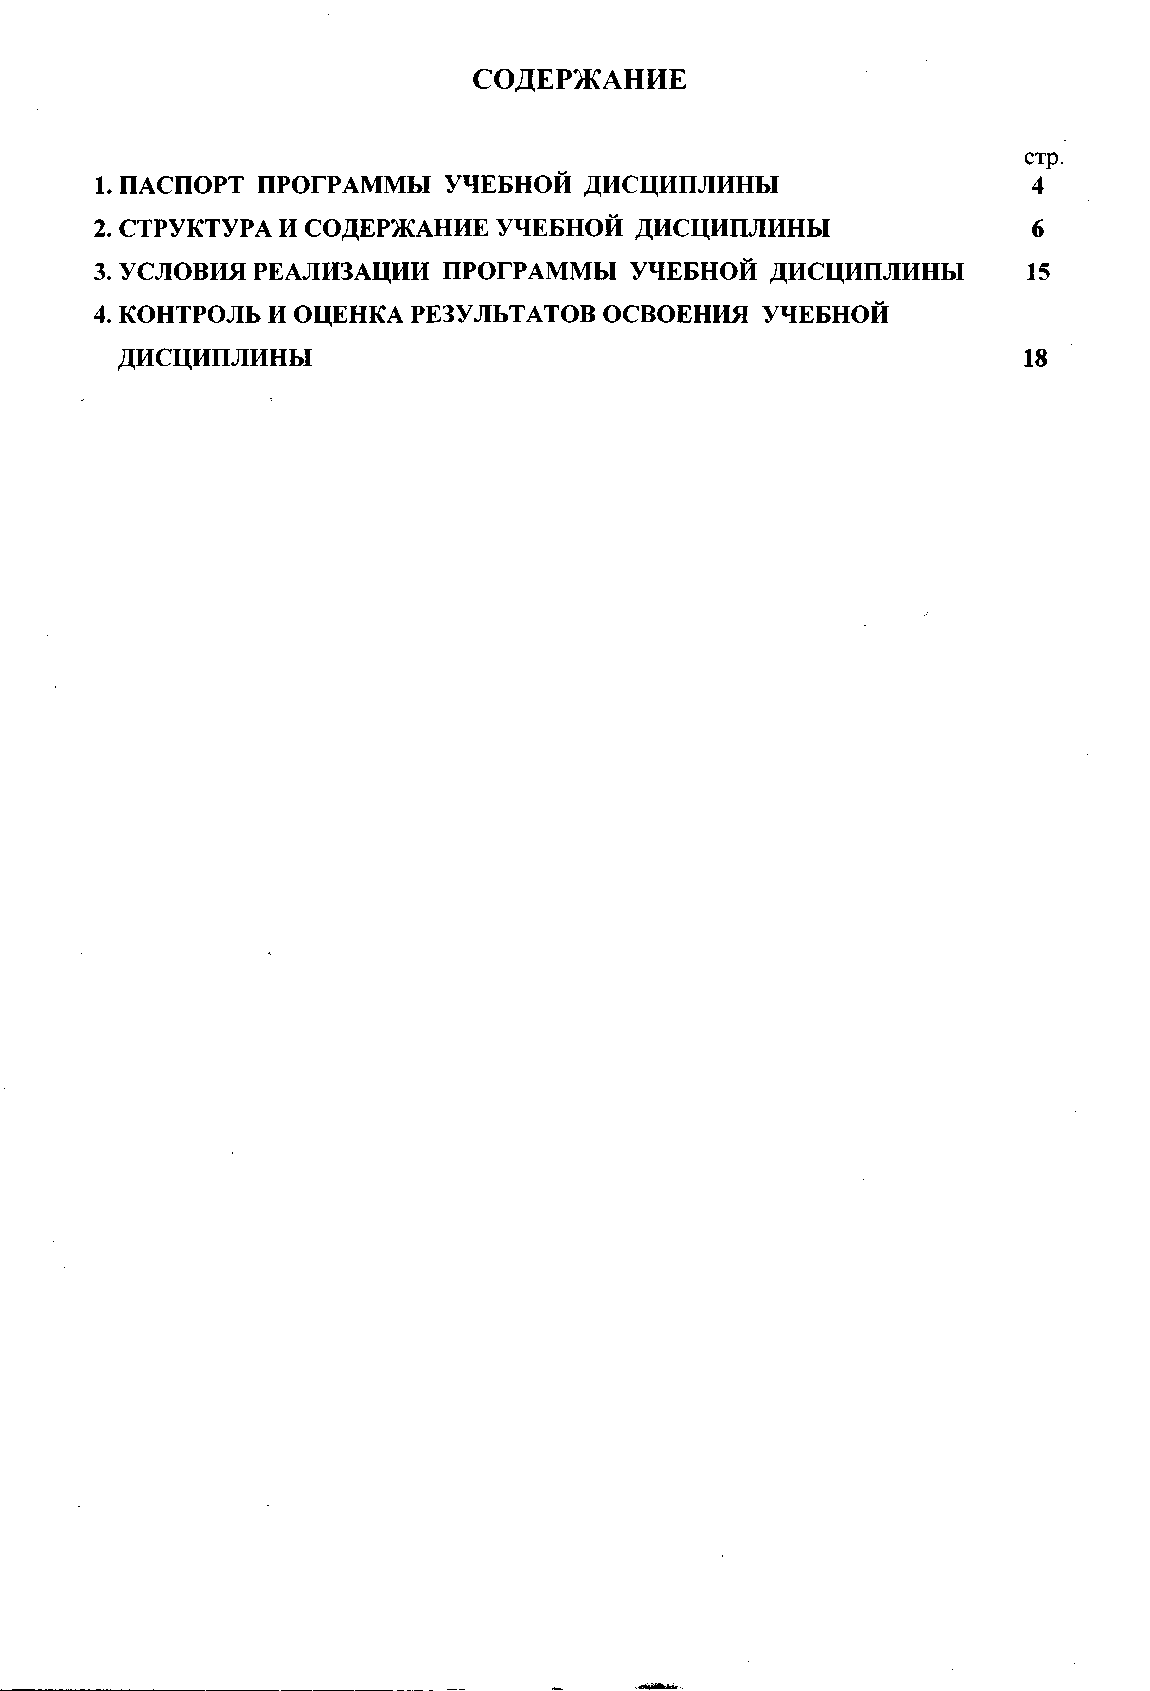 СОДЕРЖАНИЕ
стр.
1. ПАСПОРТ ПРОГРАММЫ УЧЕБНОЙ ДИСЦИПЛИНЫ 4
2. СТРУКТУРА И СОДЕРЖАНИЕ УЧЕБНОЙ ДИСЦИПЛИНЫ 6
3. УСЛОВИЯ РЕАЛИЗАЦИИ ПРОГРАММЫ УЧЕБНОЙ ДИСЦИПЛИНЫ 15
4. КОНТРОЛЬ И ОЦЕНКА РЕЗУЛЬТАТОВ ОСВОЕНИЯ УЧЕБНОЙ
ДИСЦИПЛИНЫ 18